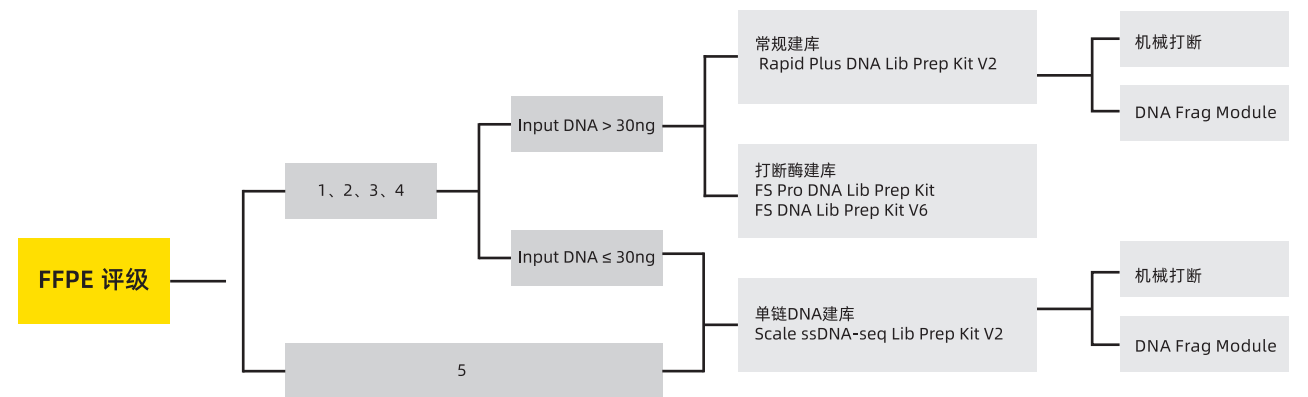 FFPE 评级
1、2、3、4
5
Input DNA > 30ng
Input DNA ≤ 30ng
常规建库
Rapid Plus DNA Lib Prep Kit V2
打断酶建库
FS Pro DNA Lib Prep Kit
FS DNA Lib Prep Kit V6
单链DNA建库
Scale ssDNA-seq Lib Prep Kit V2
机械打断
DNA Frag Module
机械打断
DNA Frag Module